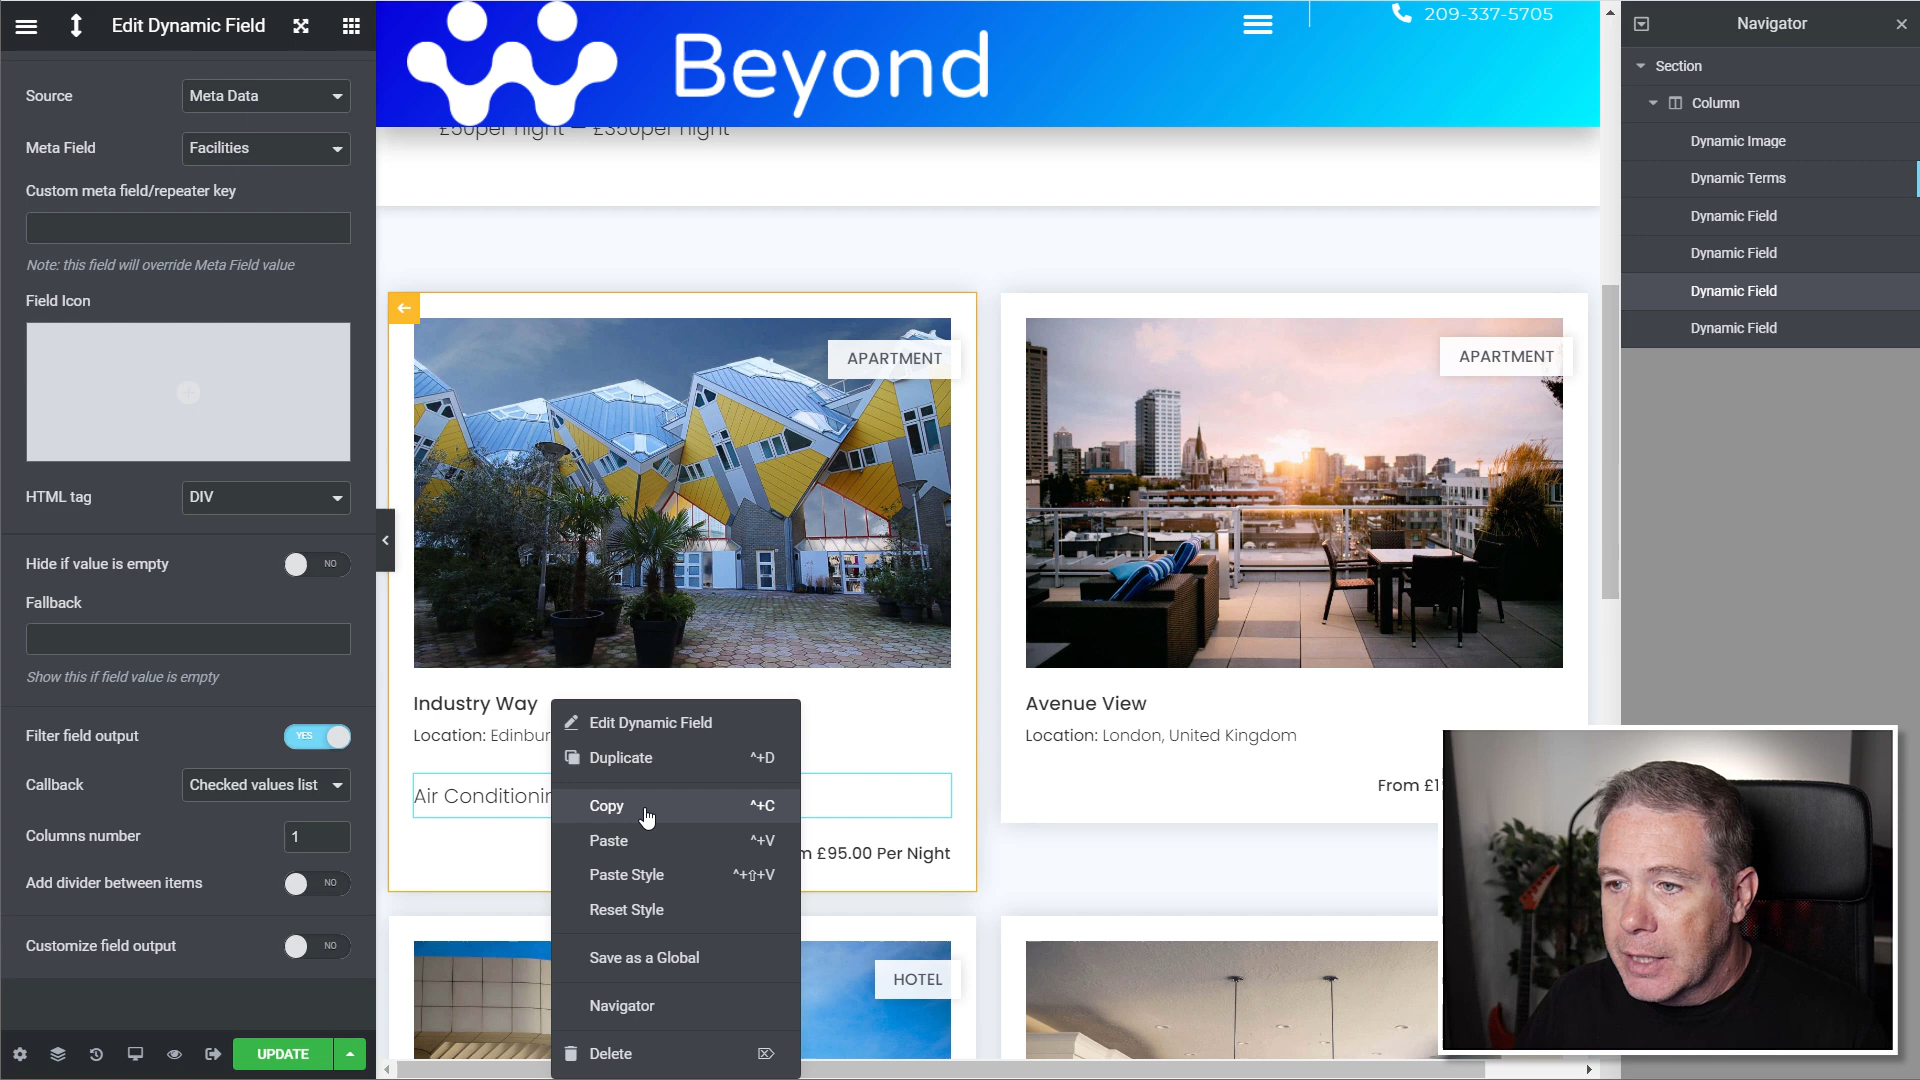 Edit Dynamic Field
Source
Meta Data
Meta Field
Facilities
Custom meta field/repeater key
Note: this field will override Meta Field value
Field Icon
HTML tag
DIV
Hide if value is empty
NO
Fallback
Show this if field value is empty
Filter field output
YES
Callback
Checked values list
Columns number
1
Add divider between items
NO
Customize field output
NO
UPDATE
Beyond
209-337-5705
£50per night — £350per night
APARTMENT
Industry Way
Location: Edinbur
Air Conditionin
m £95.00 Per Night
Edit Dynamic Field
Duplicate ^+D
Copy ^+C
Paste ^+V
Paste Style ^+⇧+V
Reset Style
Save as a Global
Navigator
Delete ⌦
APARTMENT
Avenue View
Location: London, United Kingdom
From £1
HOTEL
Navigator
Section
Column
Dynamic Image
Dynamic Terms
Dynamic Field
Dynamic Field
Dynamic Field
Dynamic Field